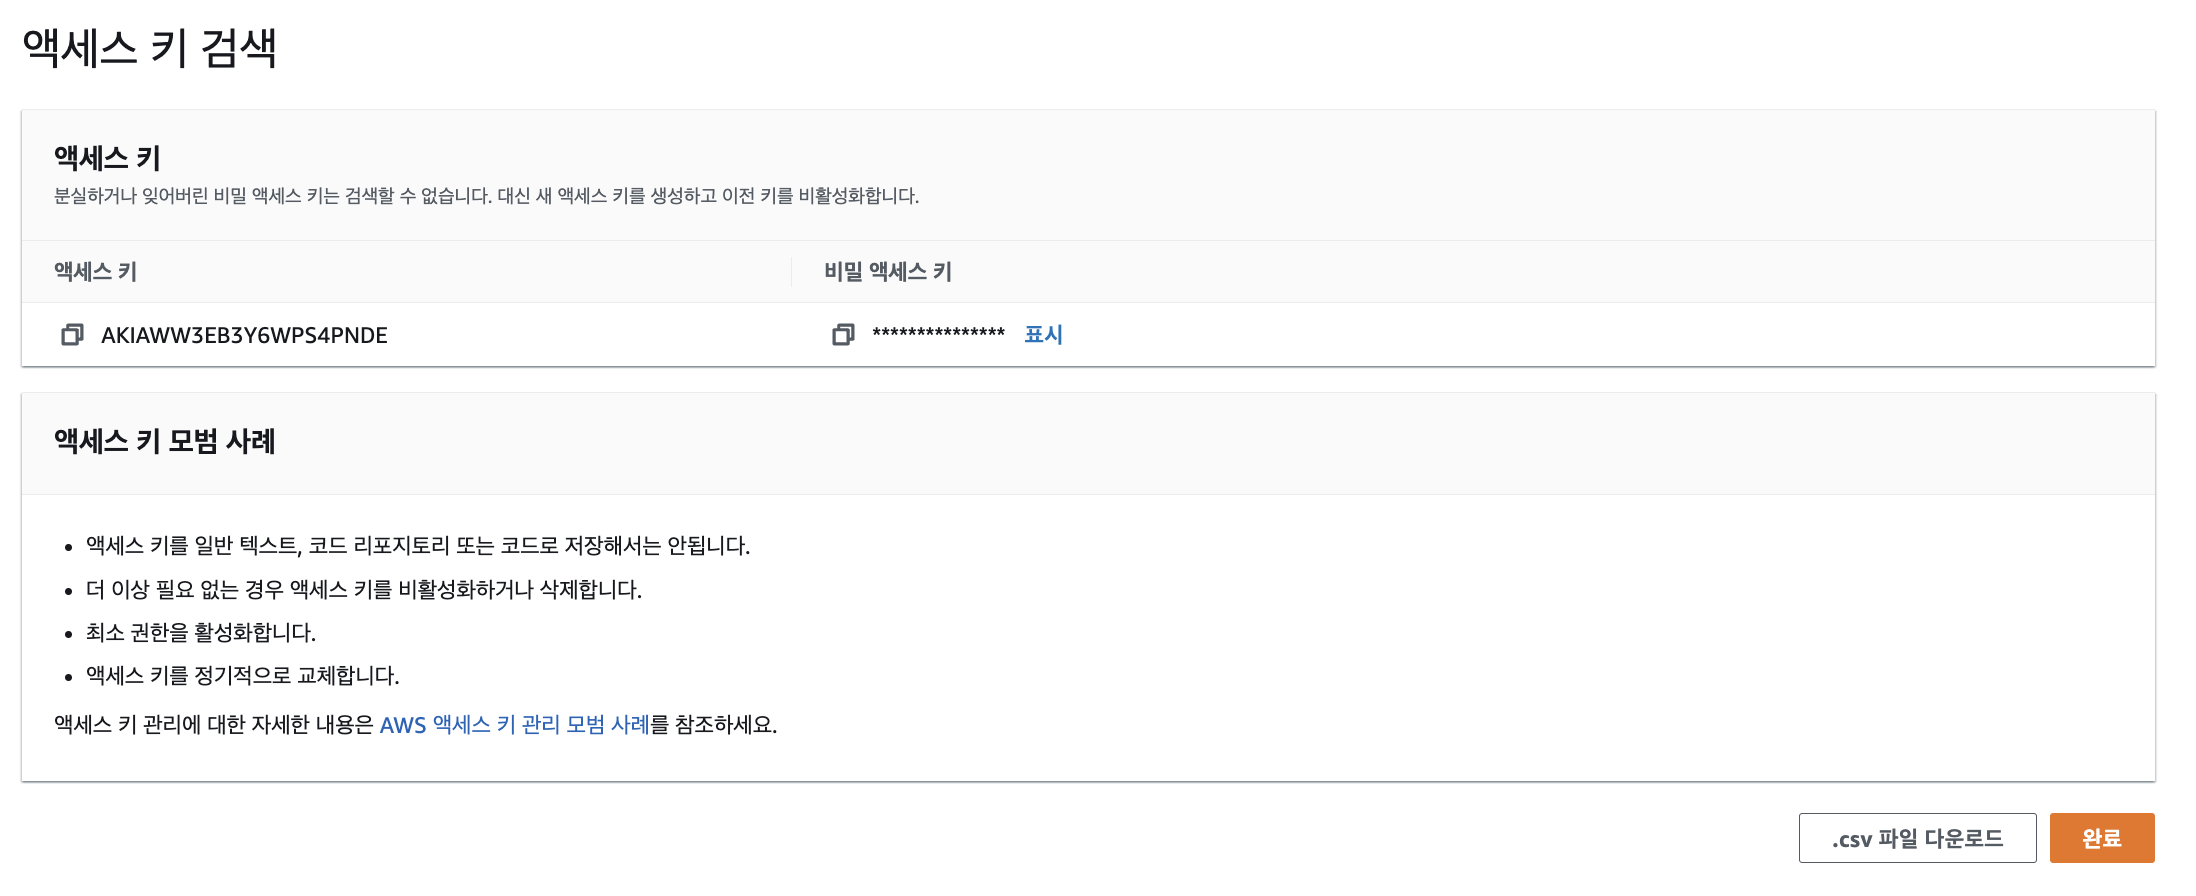 액세스 키 검색
액세스 키
분실하거나 잊어버린 비밀 액세스 키는 검색할 수 없습니다. 대신 새 액세스 키를 생성하고 이전 키를 비활성화합니다.
액세스 키 비밀 액세스 키
AKIAWW3EB3Y6WPS4PNDE *************** 표시
액세스 키 모범 사례
• 액세스 키를 일반 텍스트, 코드 리포지토리 또는 코드로 저장해서는 안됩니다.
• 더 이상 필요 없는 경우 액세스 키를 비활성화하거나 삭제합니다.
• 최소 권한을 활성화합니다.
• 액세스 키를 정기적으로 교체합니다.
액세스 키 관리에 대한 자세한 내용은 AWS 액세스 키 관리 모범 사례를 참조하세요.
.csv 파일 다운로드 완료